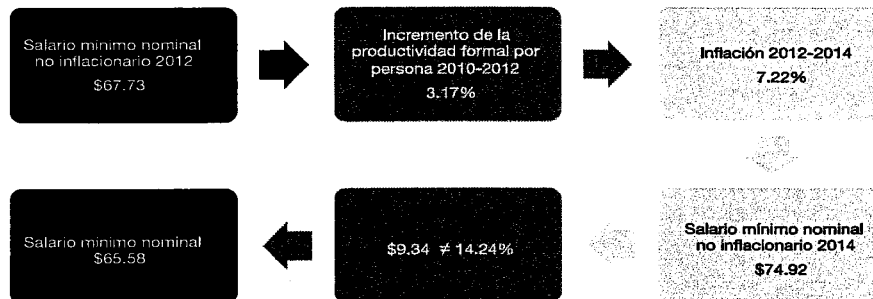 Salario mínimo nominal
no inflacionario 2012
$67.73
Incremento de la
productividad formal por
persona 2010-2012
3.17%
Inflación 2012-2014
7.22%
Salario mínimo nominal
no inflacionario 2014
$74.92
$9.34 ≠ 14.24%
Salario mínimo nominal
$65.58